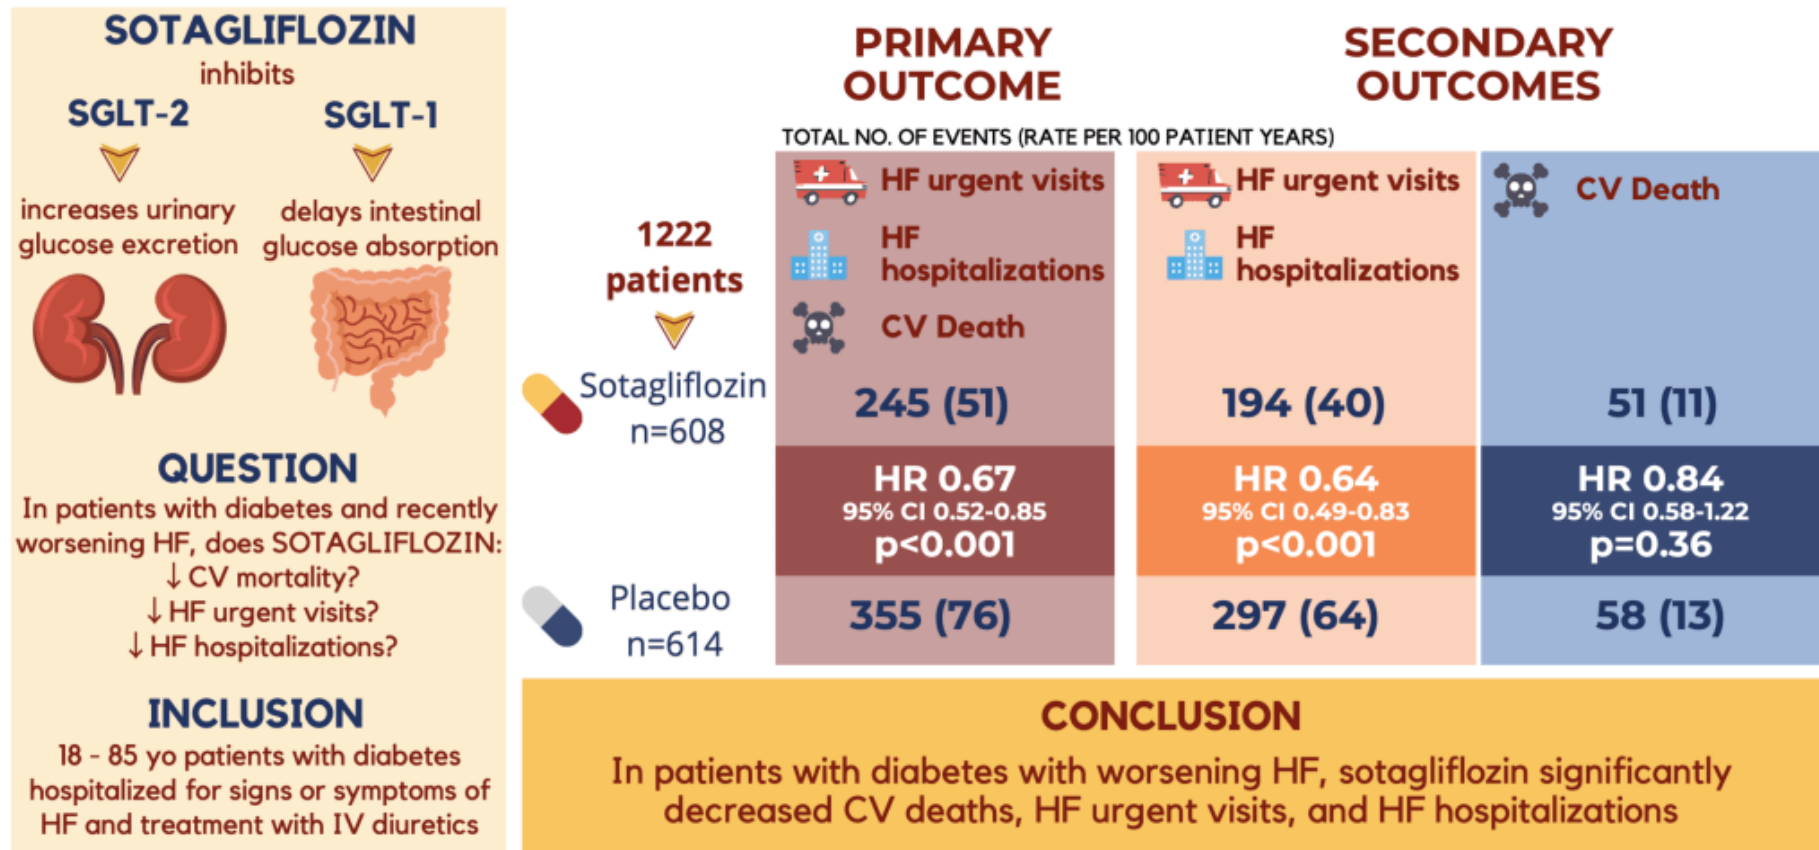 SOTAGLIFLOZIN
inhibits
SGLT-2
SGLT-1
increases urinary
glucose excretion
delays intestinal
glucose absorption
QUESTION
In patients with diabetes and recently
worsening HF, does SOTAGLIFLOZIN:
↓ CV mortality?
↓ HF urgent visits?
↓ HF hospitalizations?
INCLUSION
18 - 85 yo patients with diabetes
hospitalized for signs or symptoms of
HF and treatment with IV diuretics
1222
patients
Sotagliflozin
n=608
Placebo
n=614
PRIMARY
OUTCOME
SECONDARY
OUTCOMES
TOTAL NO. OF EVENTS (RATE PER 100 PATIENT YEARS)
HF urgent visits
HF
hospitalizations
CV Death
245 (51)
HR 0.67
95% CI 0.52-0.85
p<0.001
355 (76)
HF urgent visits
HF
hospitalizations
194 (40)
HR 0.64
95% CI 0.49-0.83
p<0.001
297 (64)
CV Death
51 (11)
HR 0.84
95% CI 0.58-1.22
p=0.36
58 (13)
CONCLUSION
In patients with diabetes with worsening HF, sotagliflozin significantly
decreased CV deaths, HF urgent visits, and HF hospitalizations